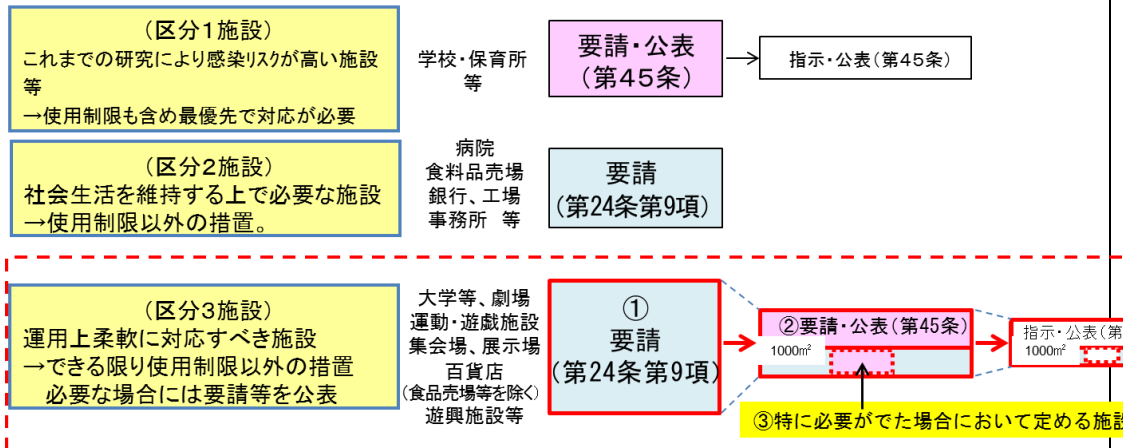 （区分１施設）
これまでの研究により感染リスクが高い施設
等
→使用制限も含め最優先で対応が必要
学校・保育所
等
要請・公表
（第４５条）
指示・公表（第４５条）
（区分２施設）
社会生活を維持する上で必要な施設
→使用制限以外の措置。
病院
食料品売場
銀行、工場
事務所　等
要請
（第24条第9項）
（区分３施設）
運用上柔軟に対応すべき施設
→できる限り使用制限以外の措置
必要な場合には要請等を公表
大学等、劇場
運動・遊戯施設
集会場、展示場
百貨店
（食品売場等を除く）
遊興施設等
①
要請
（第24条第9項）
②要請・公表（第45条）
1000㎡
指示・公表（第
1000㎡
③特に必要がでた場合において定める施設